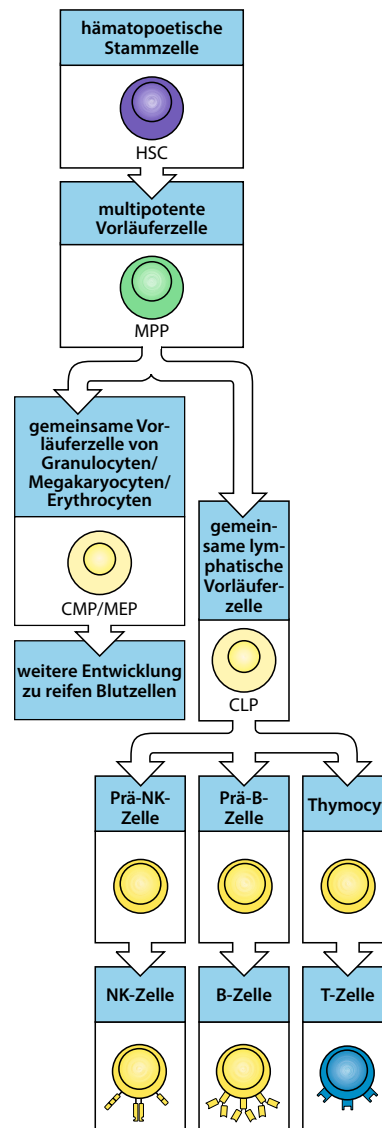 hämatopoetische
Stammzelle
HSC
multipotente
Vorläuferzelle
MPP
gemeinsame Vor-
läuferzelle von
Granulocyten/
Megakaryocyten/
Erythrocyten
CMP/MEP
weitere Entwicklung
zu reifen Blutzellen
gemein-
same lym-
phatische
Vorläufer-
zelle
CLP
Prä-NK-
Zelle
Prä-B-
Zelle
Thymocyt
NK-Zelle
B-Zelle
T-Zelle